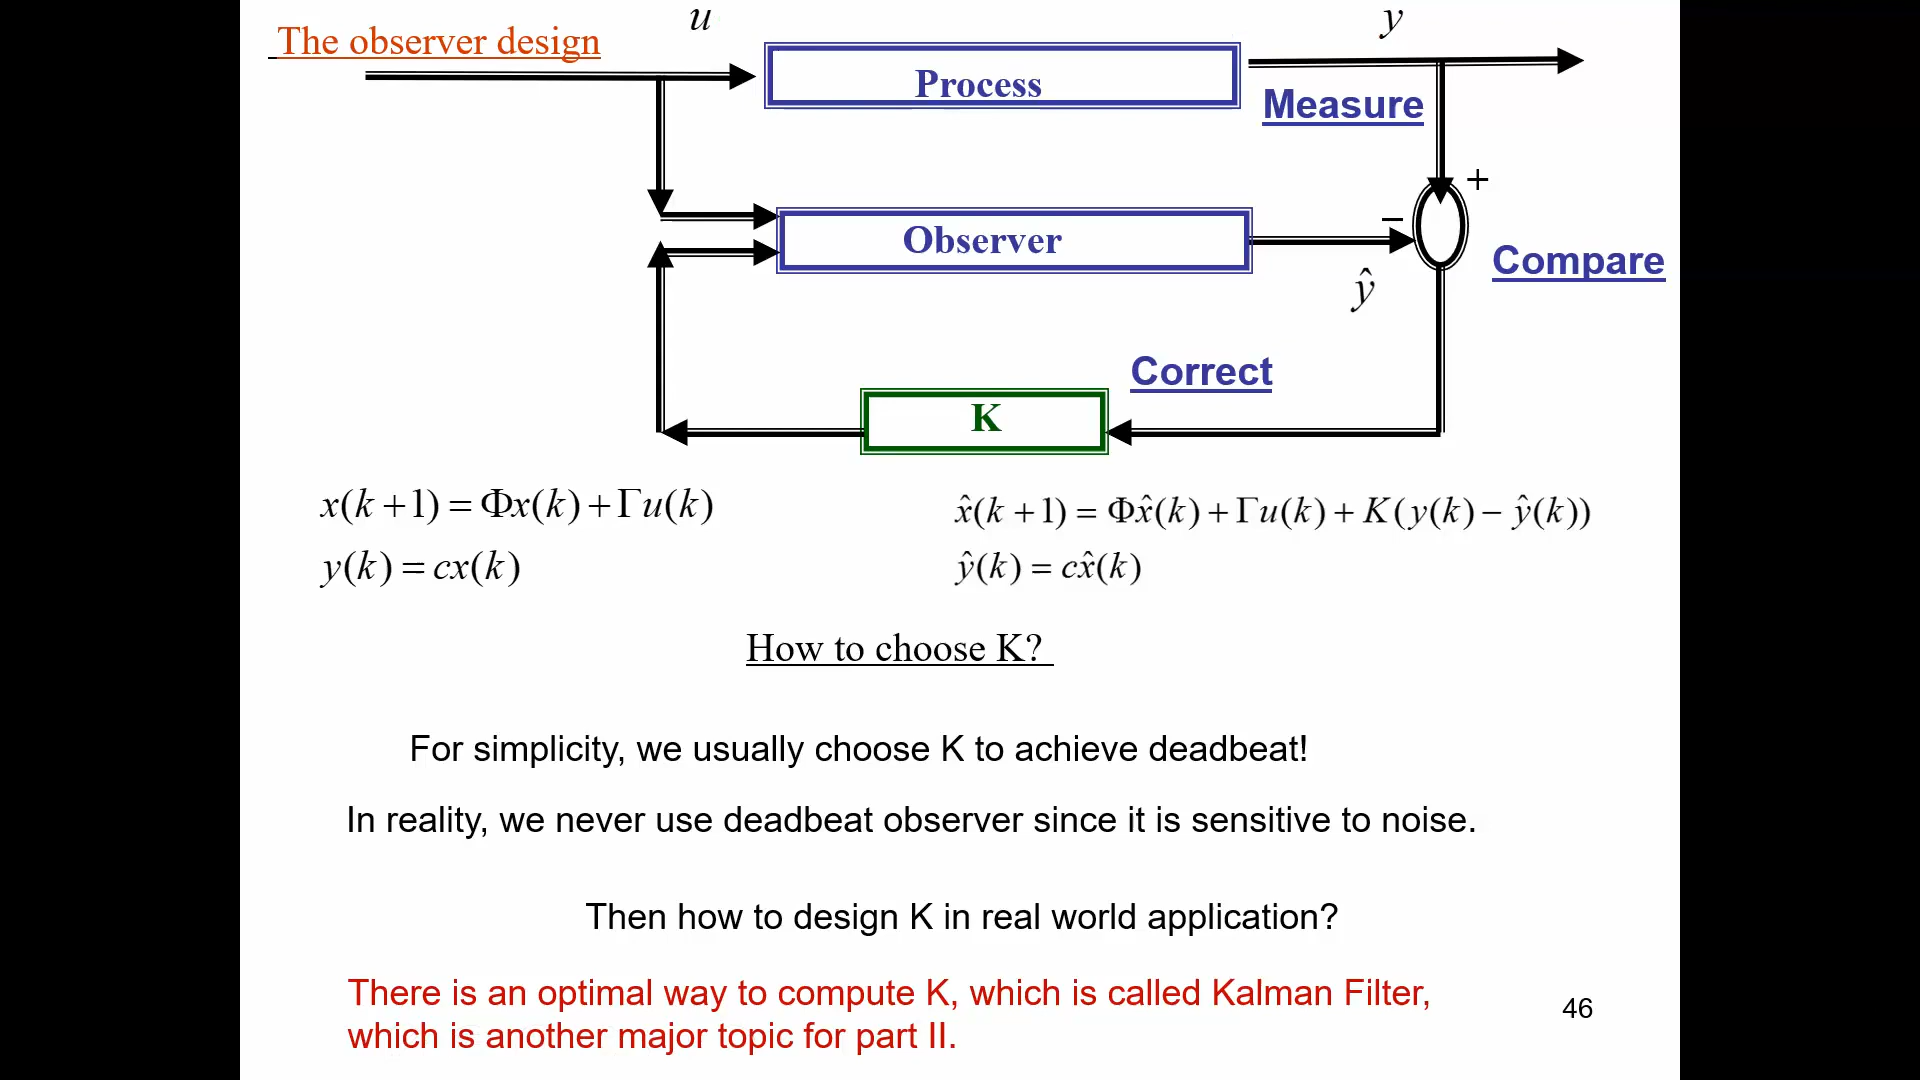 The observer design
u
y
Process
Measure
+
−
Observer
Compare
ŷ
Correct
K
x(k+1) = Φx(k) + Γu(k)
x̂(k+1) = Φx̂(k) + Γu(k) + K(y(k) − ŷ(k))
y(k) = cx(k)
ŷ(k) = cx̂(k)
How to choose K?
For simplicity, we usually choose K to achieve deadbeat!
In reality, we never use deadbeat observer since it is sensitive to noise.
Then how to design K in real world application?
There is an optimal way to compute K, which is called Kalman Filter,
which is another major topic for part II.
46